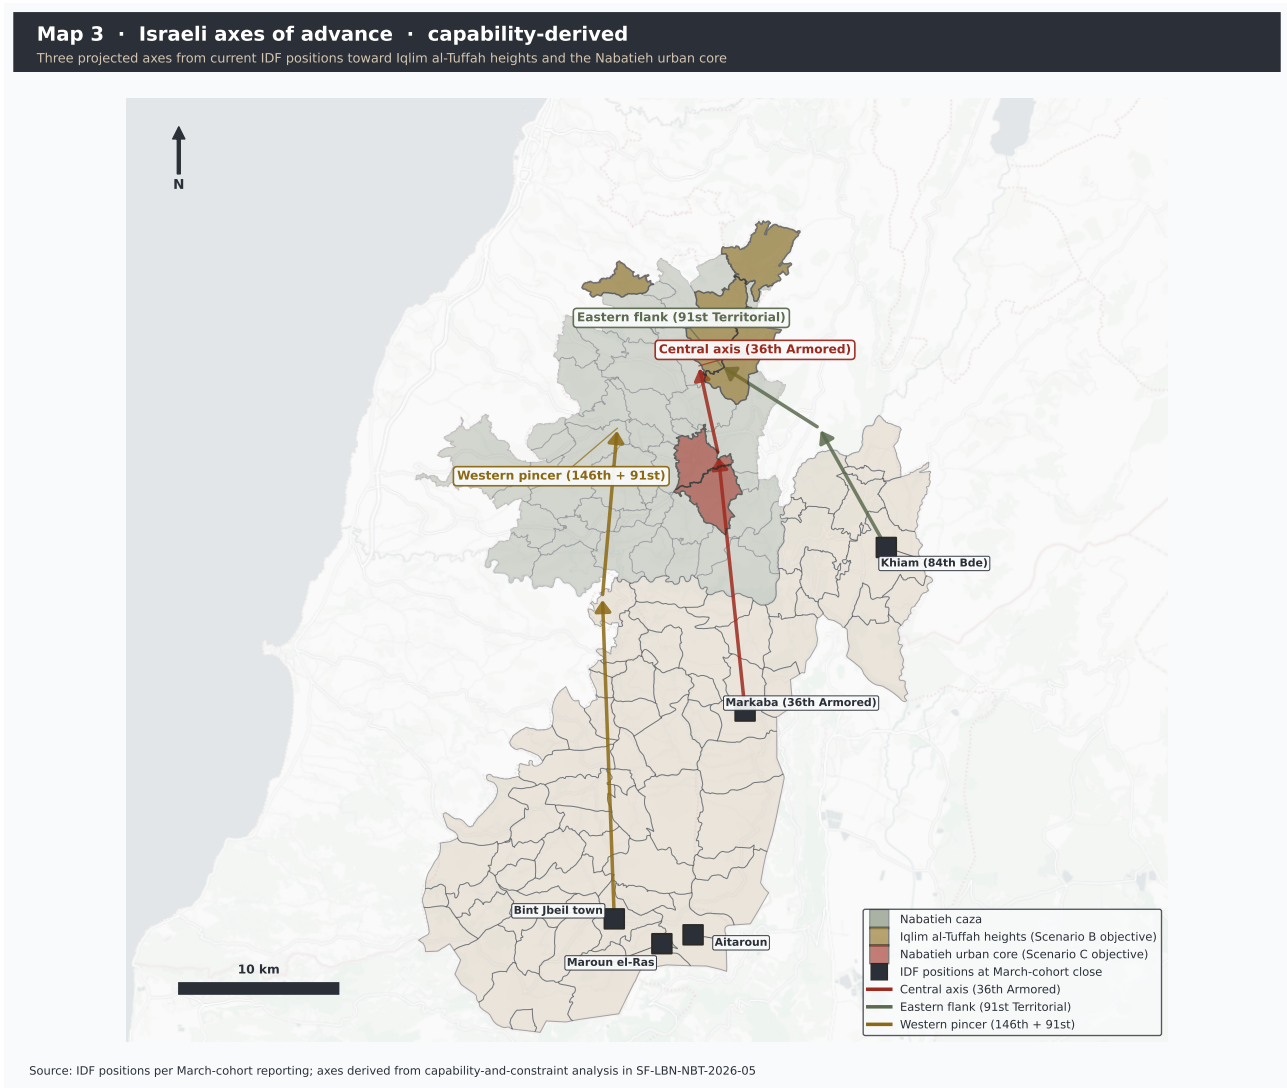 Map 3 · Israeli axes of advance · capability-derived
Three projected axes from current IDF positions toward Iqlim al-Tuffah heights and the Nabatieh urban core
N
Eastern flank (91st Territorial)
Central axis (36th Armored)
Western pincer (146th + 91st)
Khiam (84th Bde)
Markaba (36th Armored)
Bint Jbeil town
Aitaroun
Maroun el-Ras
10 km
Nabatieh caza
Iqlim al-Tuffah heights (Scenario B objective)
Nabatieh urban core (Scenario C objective)
IDF positions at March-cohort close
Central axis (36th Armored)
Eastern flank (91st Territorial)
Western pincer (146th + 91st)
Source: IDF positions per March-cohort reporting; axes derived from capability-and-constraint analysis in SF-LBN-NBT-2026-05